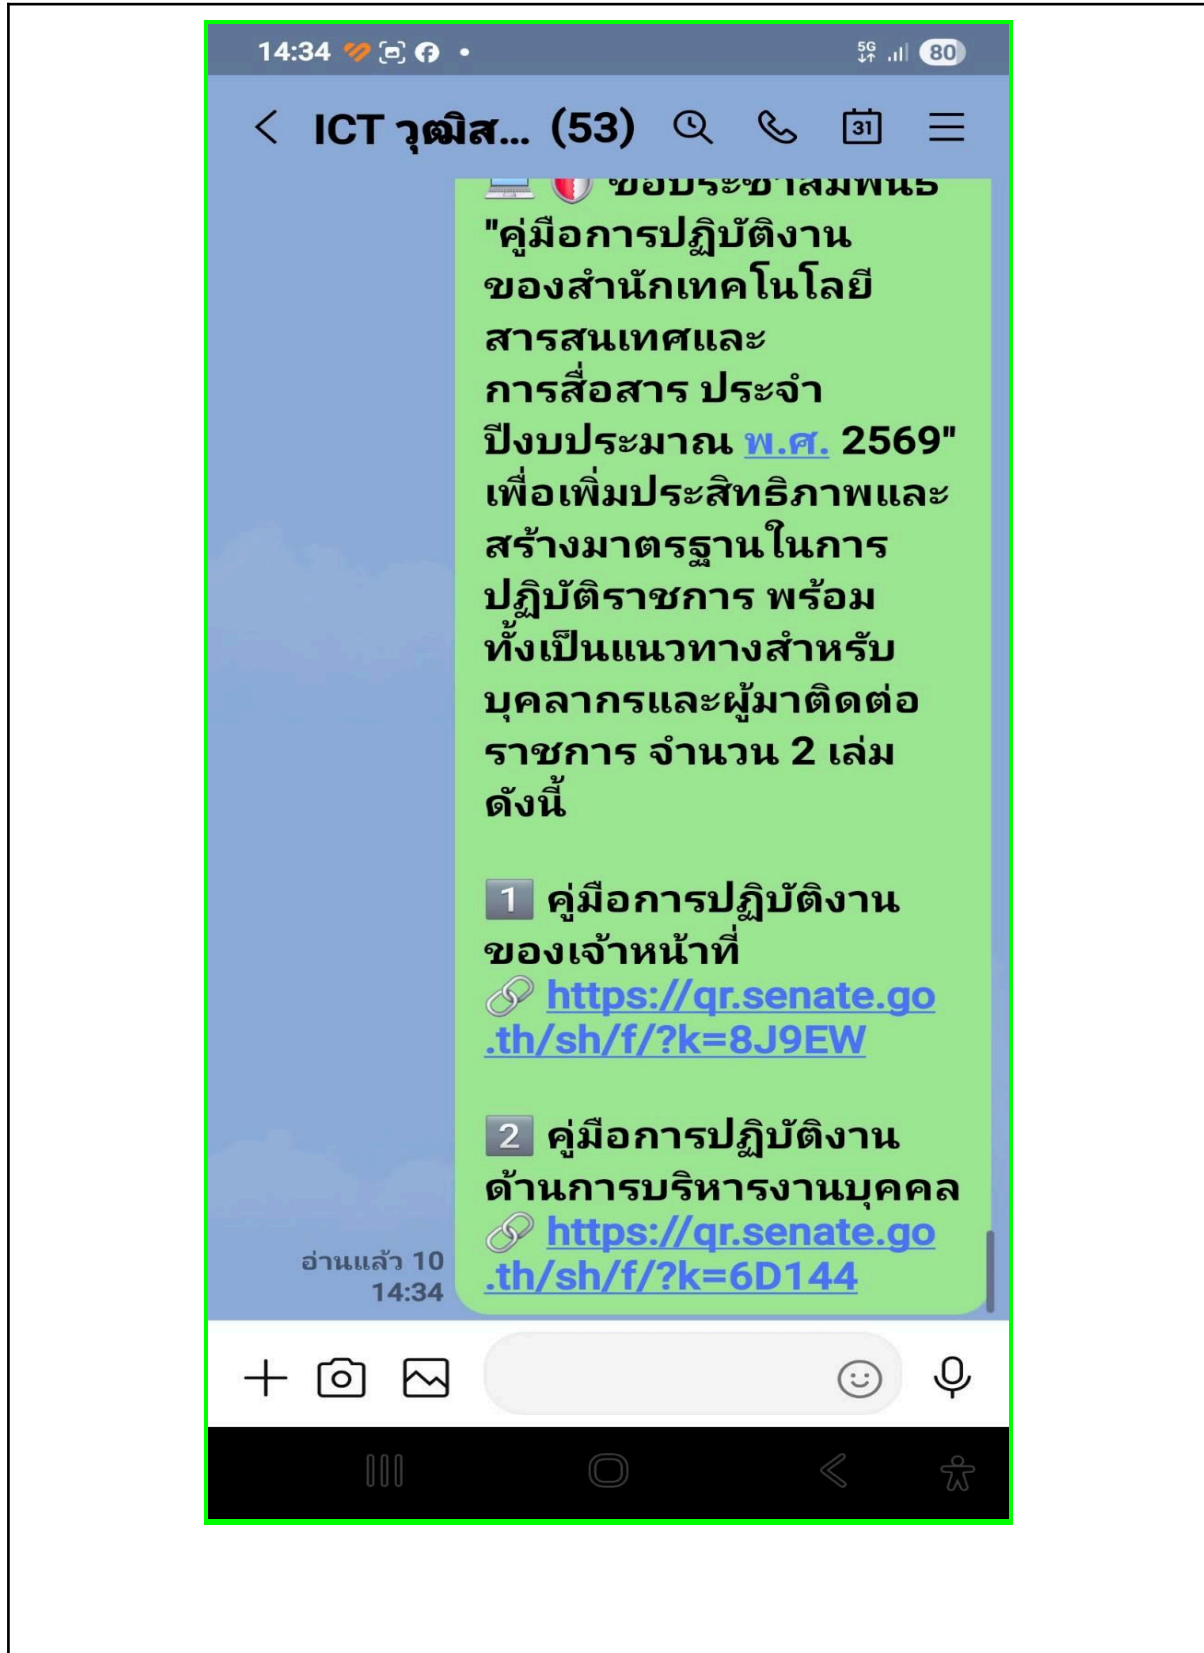 14:34
5G
80
ICT วุฒิส... (53)
31
ขอประชาสัมพันธ์
"คู่มือการปฏิบัติงาน
ของสำนักเทคโนโลยี
สารสนเทศและ
การสื่อสาร ประจำ
ปีงบประมาณ พ.ศ. 2569"
เพื่อเพิ่มประสิทธิภาพและ
สร้างมาตรฐานในการ
ปฏิบัติราชการ พร้อม
ทั้งเป็นแนวทางสำหรับ
บุคลากรและผู้มาติดต่อ
ราชการ จำนวน 2 เล่ม
ดังนี้
1 คู่มือการปฏิบัติงาน
ของเจ้าหน้าที่
https://qr.senate.go
.th/sh/f/?k=8J9EW
2 คู่มือการปฏิบัติงาน
ด้านการบริหารงานบุคคล
https://qr.senate.go
.th/sh/f/?k=6D144
อ่านแล้ว 10
14:34